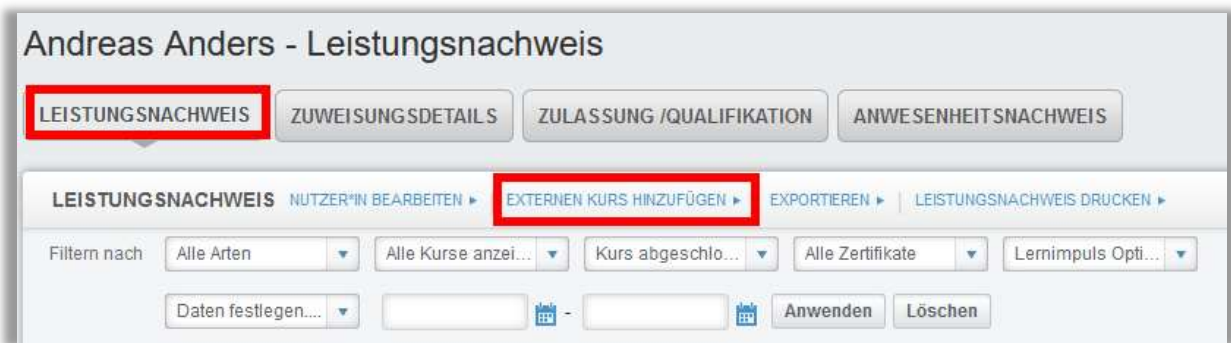 Andreas Anders - Leistungsnachweis
LEISTUNGSNACHWEIS ZUWEISUNGSDETAILS ZULASSUNG /QUALIFIKATION ANWESENHEITSNACHWEIS
LEISTUNGSNACHWEIS NUTZER*IN BEARBEITEN EXTERNEN KURS HINZUFÜGEN EXPORTIEREN | LEISTUNGSNACHWEIS DRUCKEN
Filtern nach Alle Arten Alle Kurse anzei... Kurs abgeschlo... Alle Zertifikate Lernimpuls Opti...
Daten festlegen.... - Anwenden Löschen